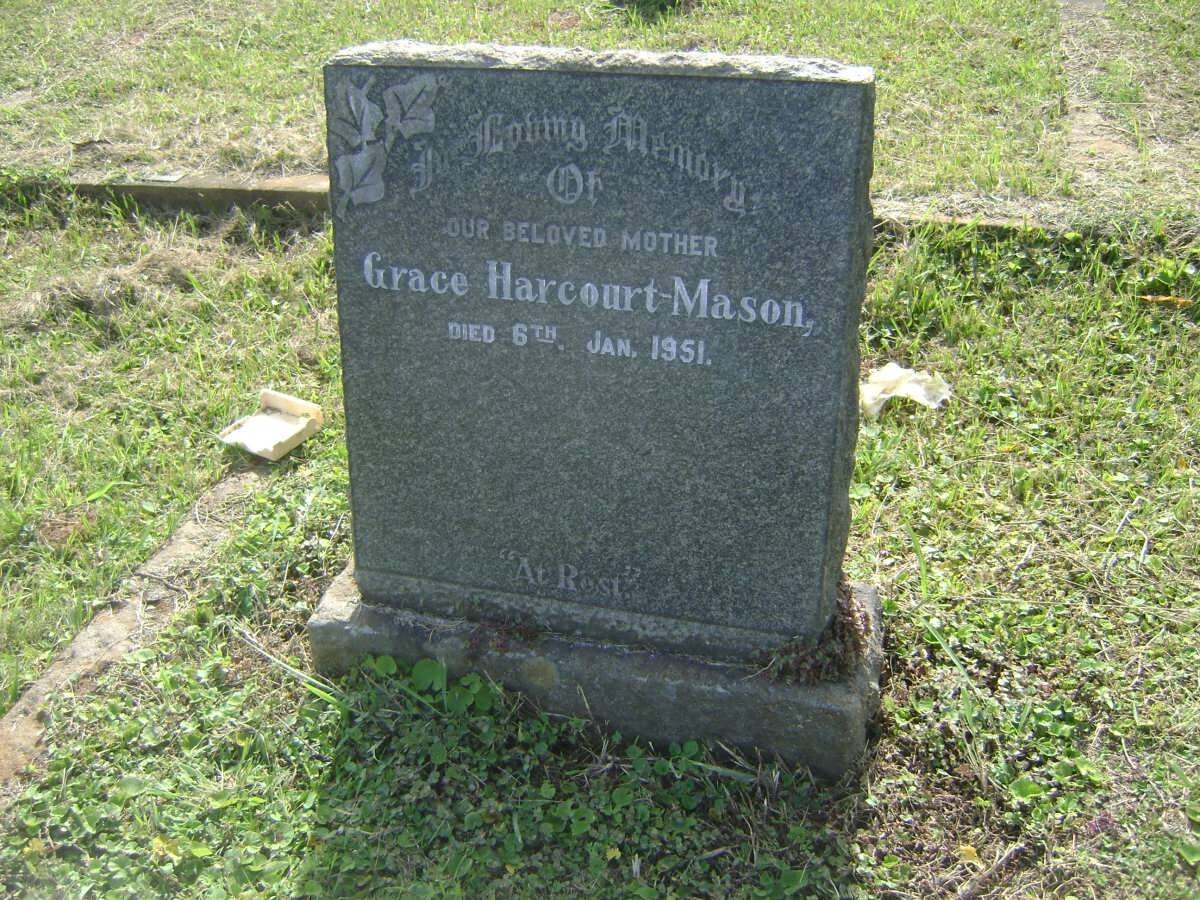 In Loving Memory,
Of
OUR BELOVED MOTHER
Grace Harcourt-Mason,
DIED 6TH. JAN. 1951.
"At Rest"